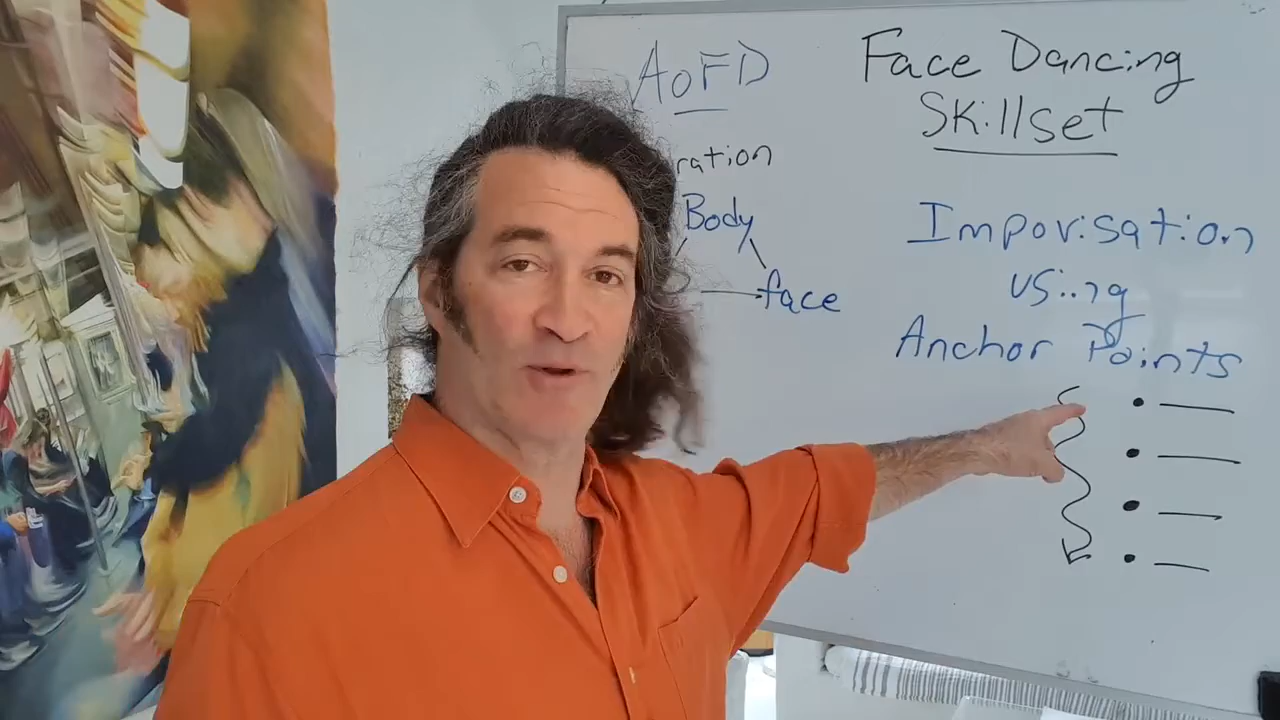 AoFD
ration
Body
face
Face Dancing
Skillset
Impovisation
using
Anchor Points